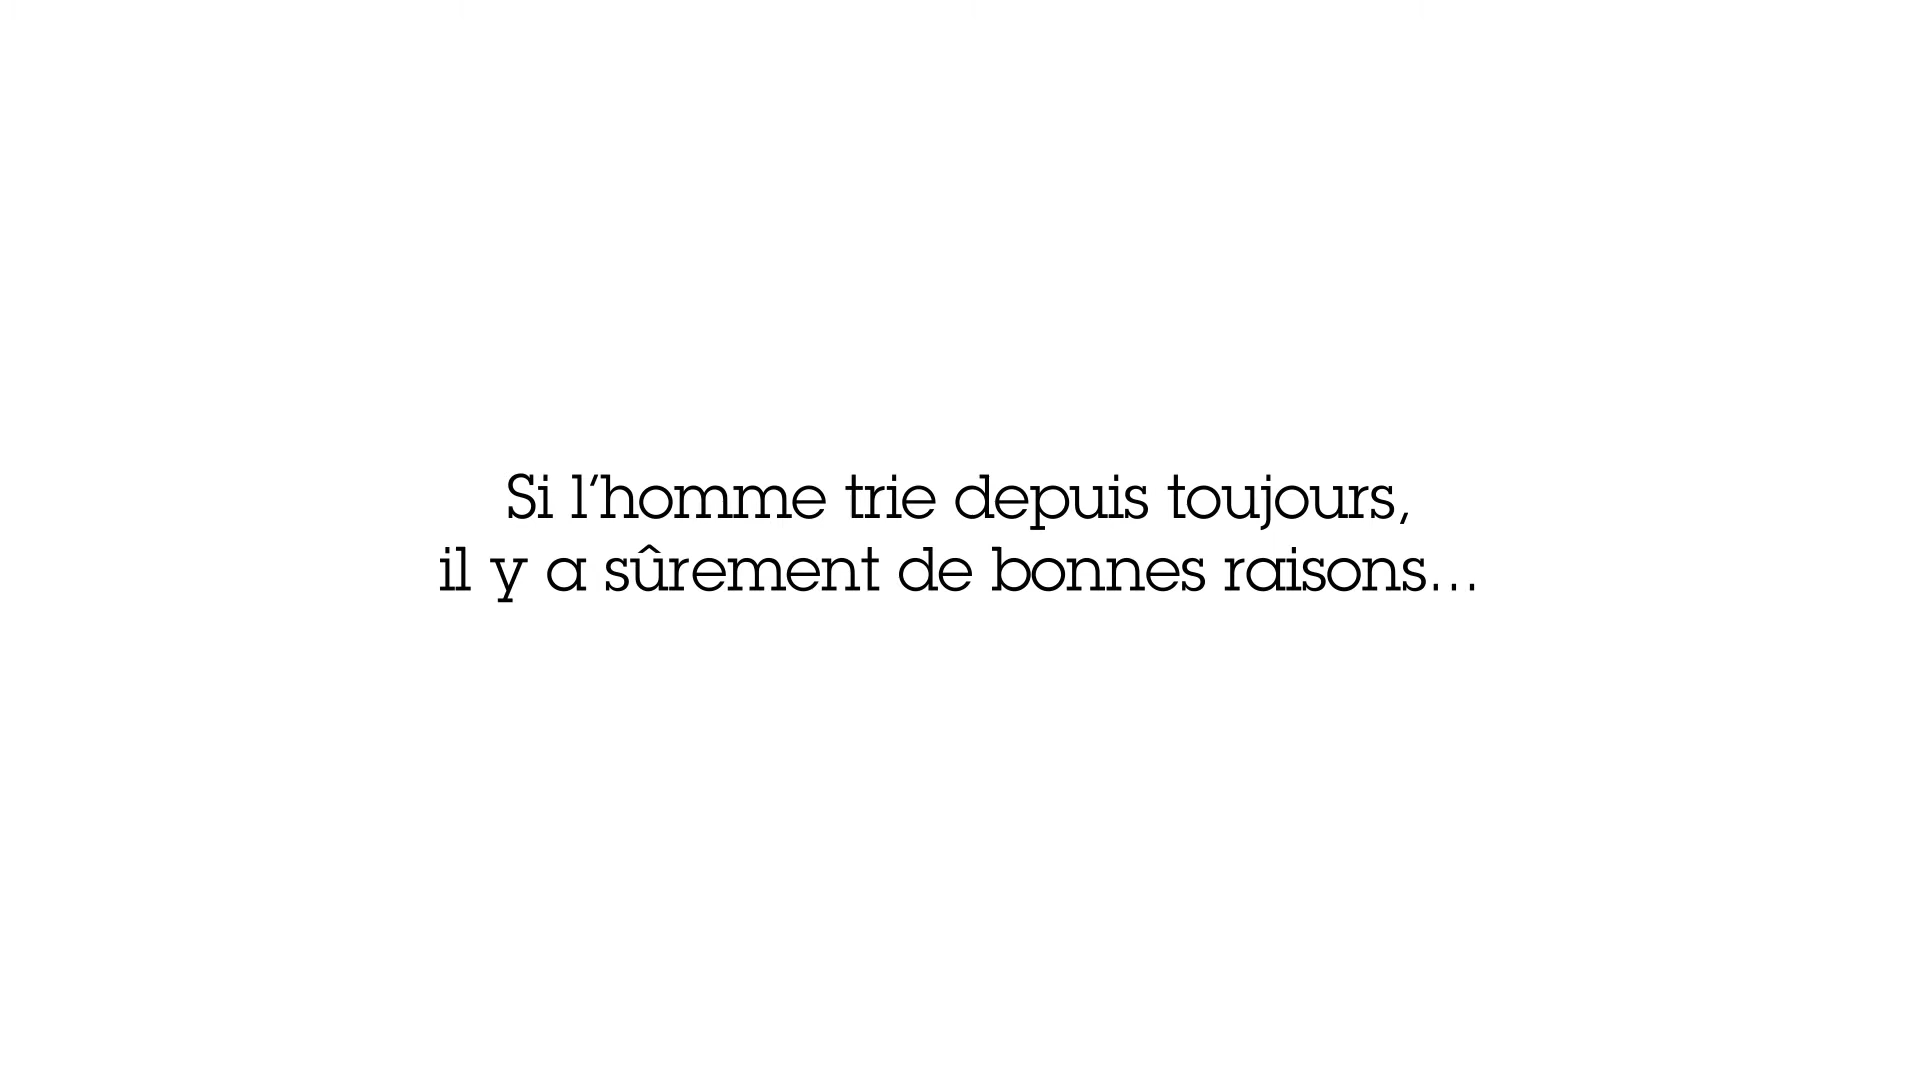 Si l’homme trie depuis toujours,
il y a sûrement de bonnes raisons...